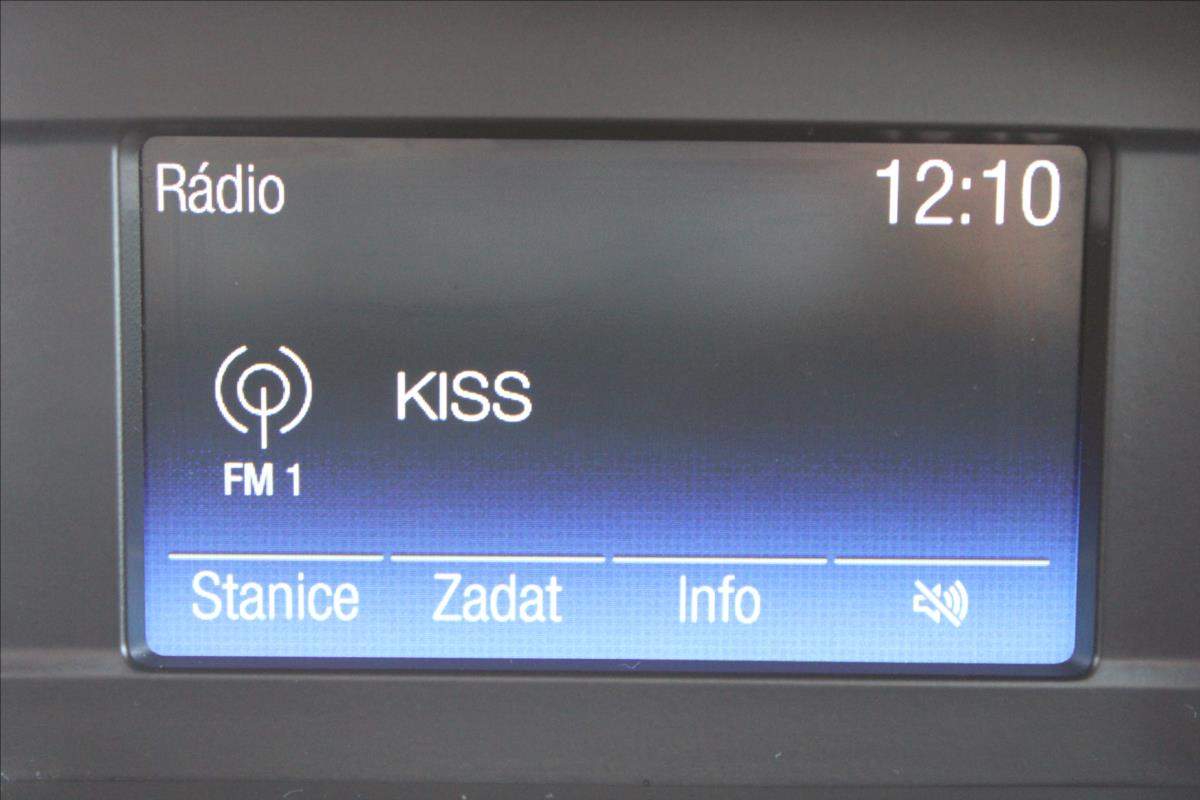 Rádio 12:10
KISS
FM 1
Stanice Zadat Info